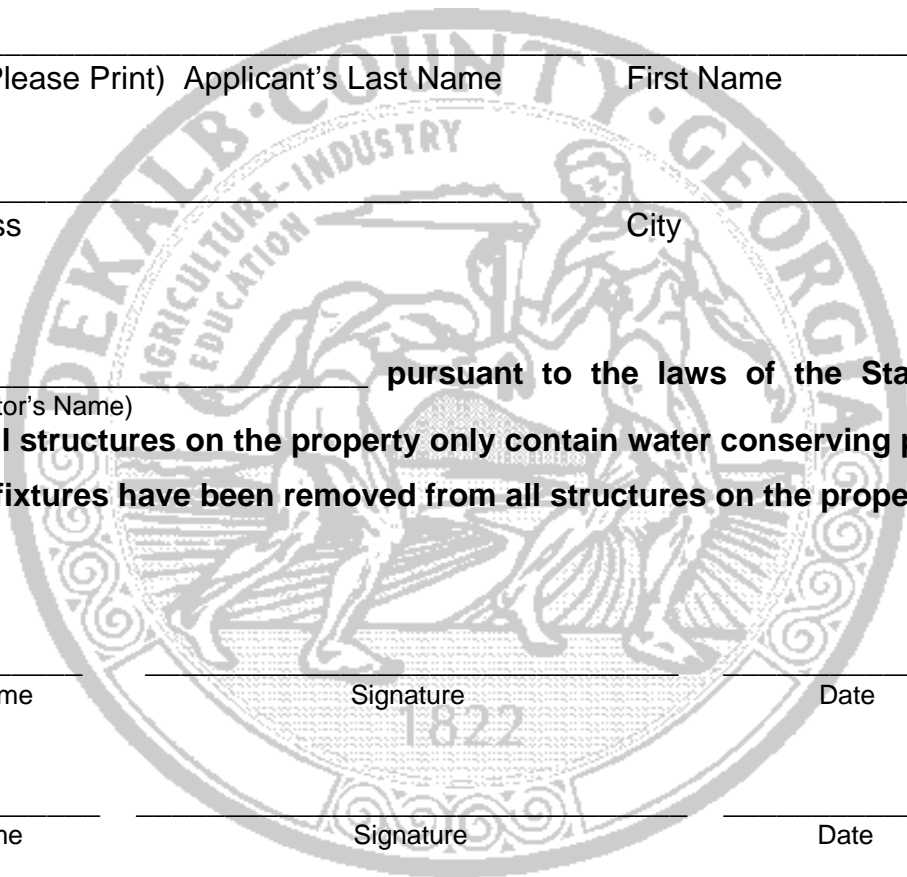 lease Print) Applicant’s Last Name First Name
ss City
pursuant to the laws of the Sta
tor’s Name)
l structures on the property only contain water conserving p
fixtures have been removed from all structures on the prope
me Signature Date
ne Signature Date
DEKALB·COUNTY·GEORGIA
AGRICULTURE-INDUSTRY
EDUCATION
1822